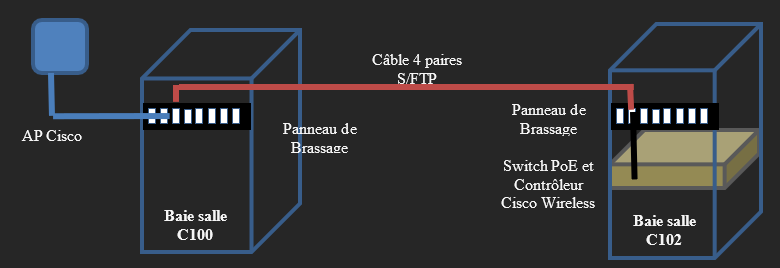 Câble 4 paires
S/FTP
AP Cisco
Panneau de
Brassage
Panneau de
Brassage
Switch PoE et
Contrôleur
Cisco Wireless
Baie salle
C100
Baie salle
C102